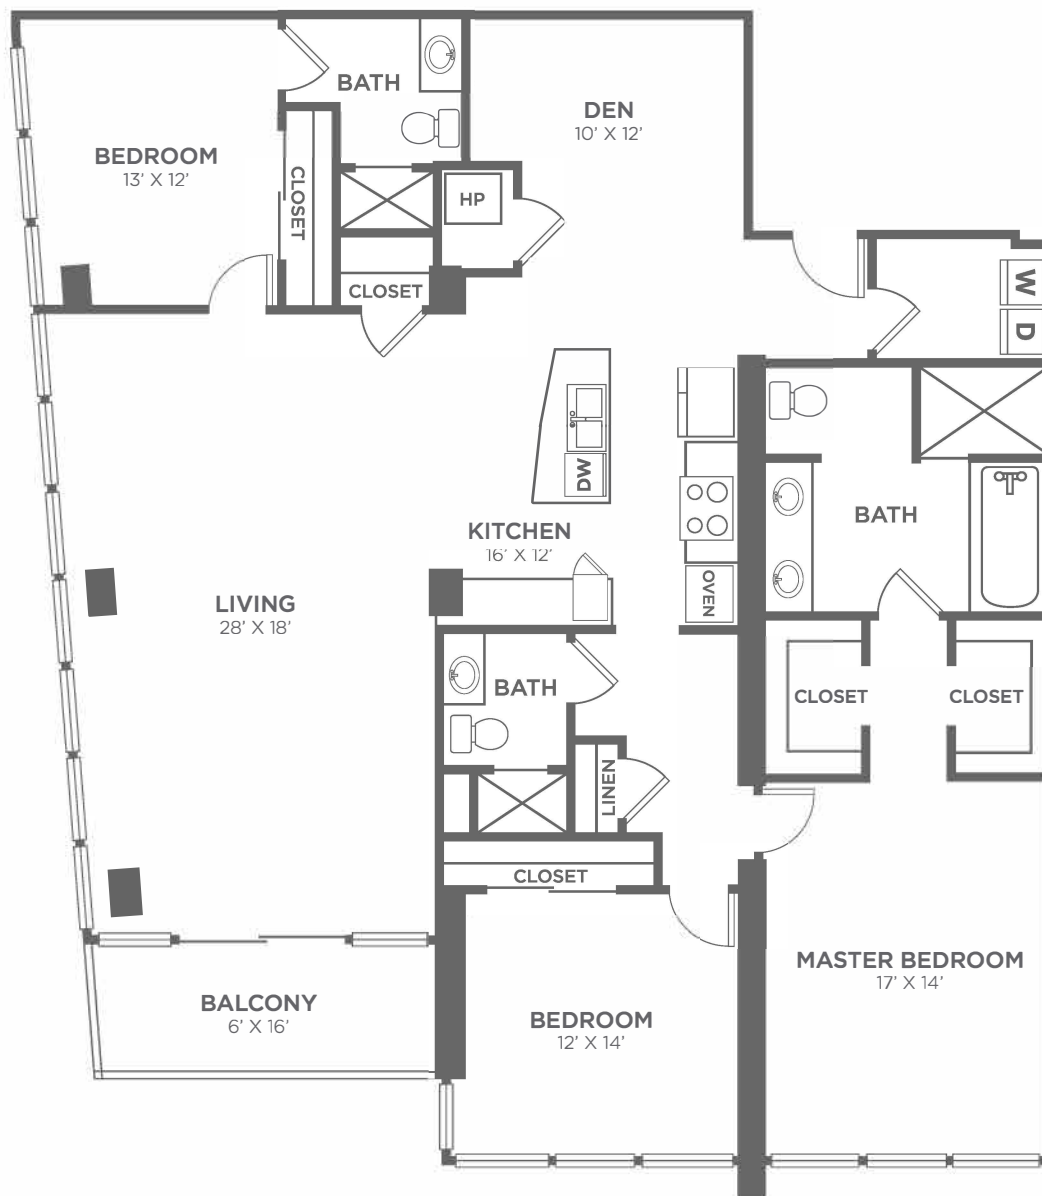 BATH
DEN
10' X 12'
BEDROOM
13' X 12'
CLOSET
HP
CLOSET
W
D
DW
KITCHEN
16' X 12'
BATH
OVEN
LIVING
28' X 18'
BATH
CLOSET
CLOSET
LINEN
CLOSET
MASTER BEDROOM
17' X 14'
BALCONY
6' X 16'
BEDROOM
12' X 14'